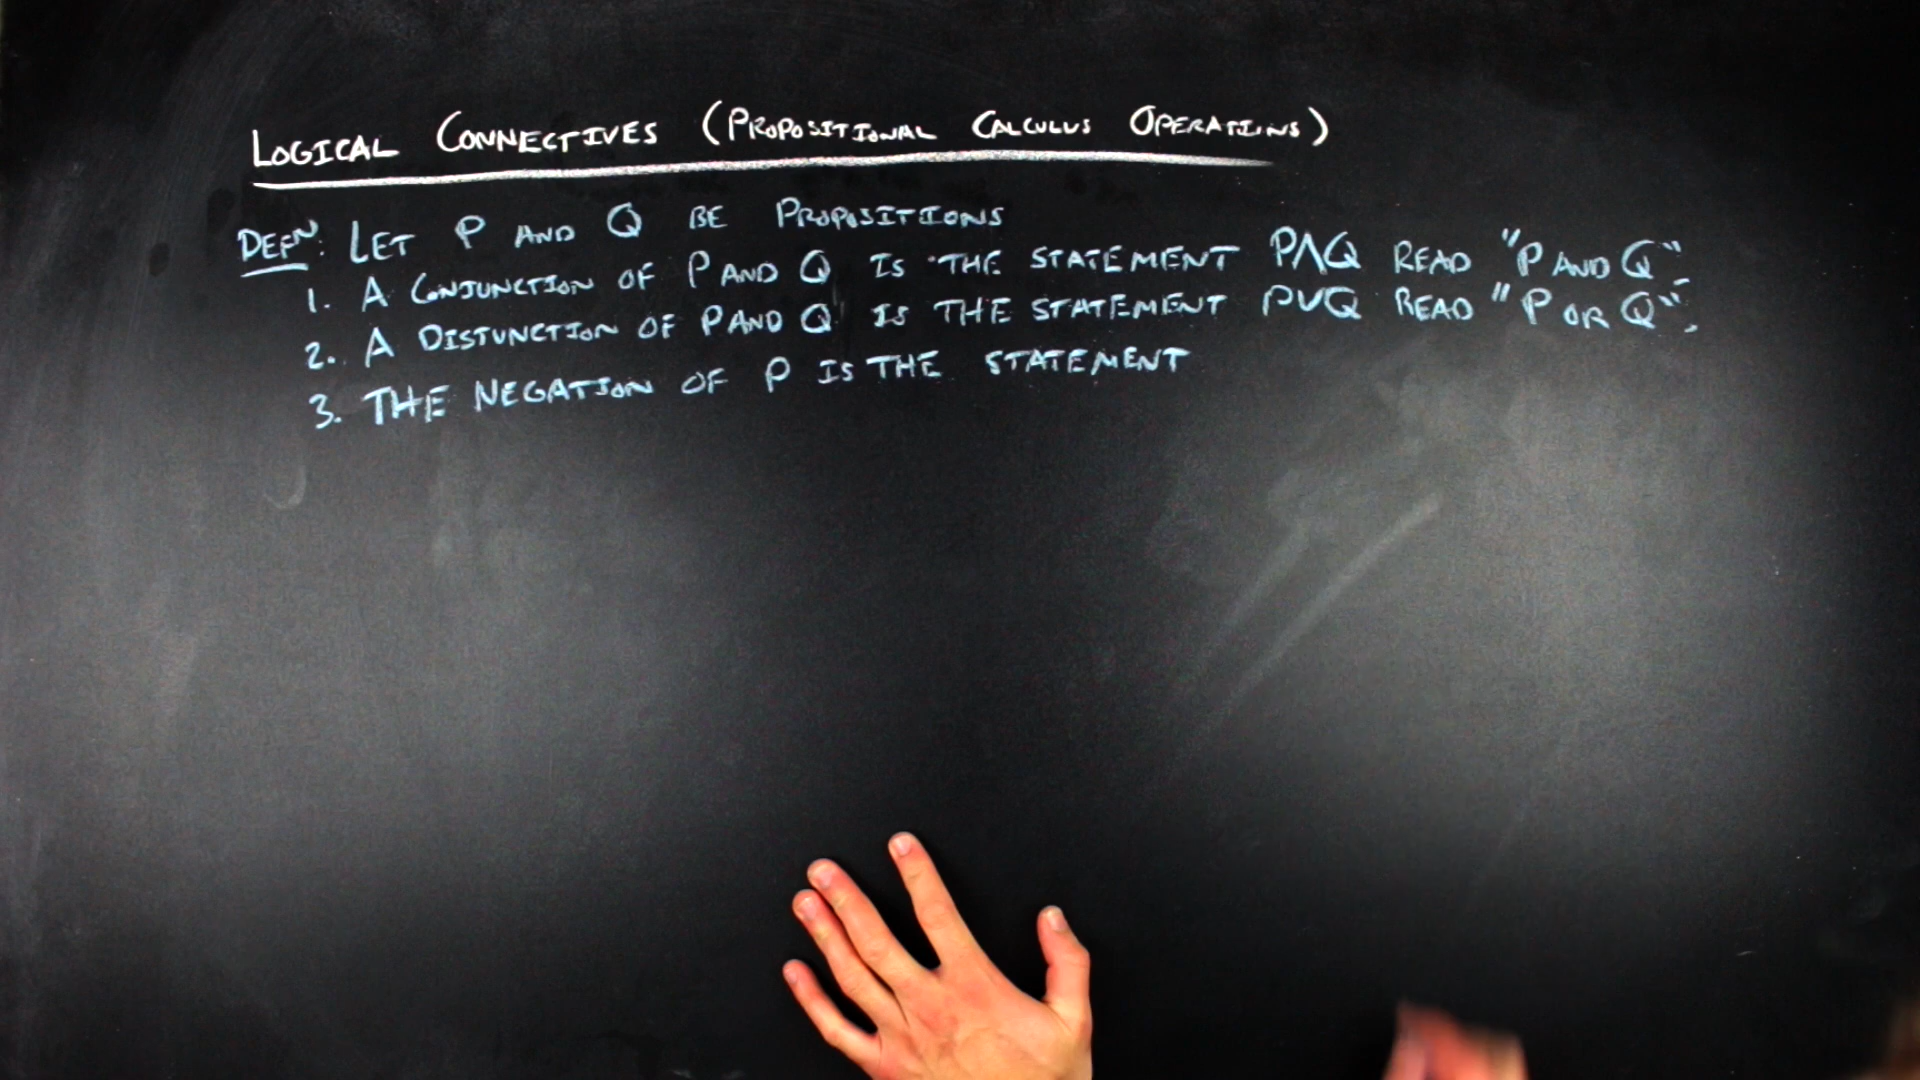 LOGICAL CONNECTIVES (PROPOSITIONAL CALCULUS OPERATIONS)
DEFN: LET P AND Q BE PROPOSITIONS
1. A CONJUNCTION OF P AND Q IS THE STATEMENT P∧Q READ "P AND Q".
2. A DISJUNCTION OF P AND Q IS THE STATEMENT P∨Q READ "P OR Q".
3. THE NEGATION OF P IS THE STATEMENT